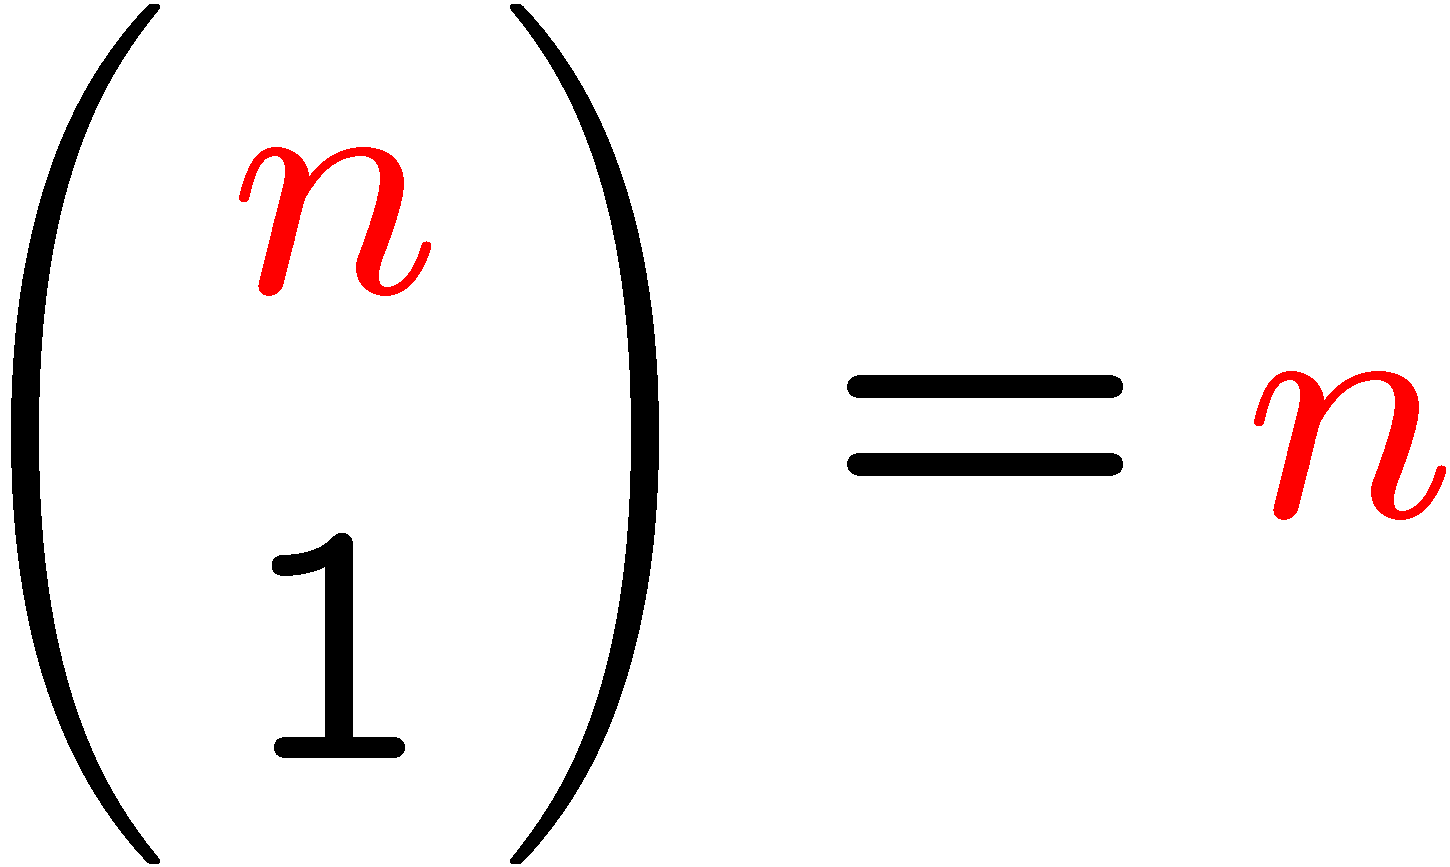 (n 1) = n